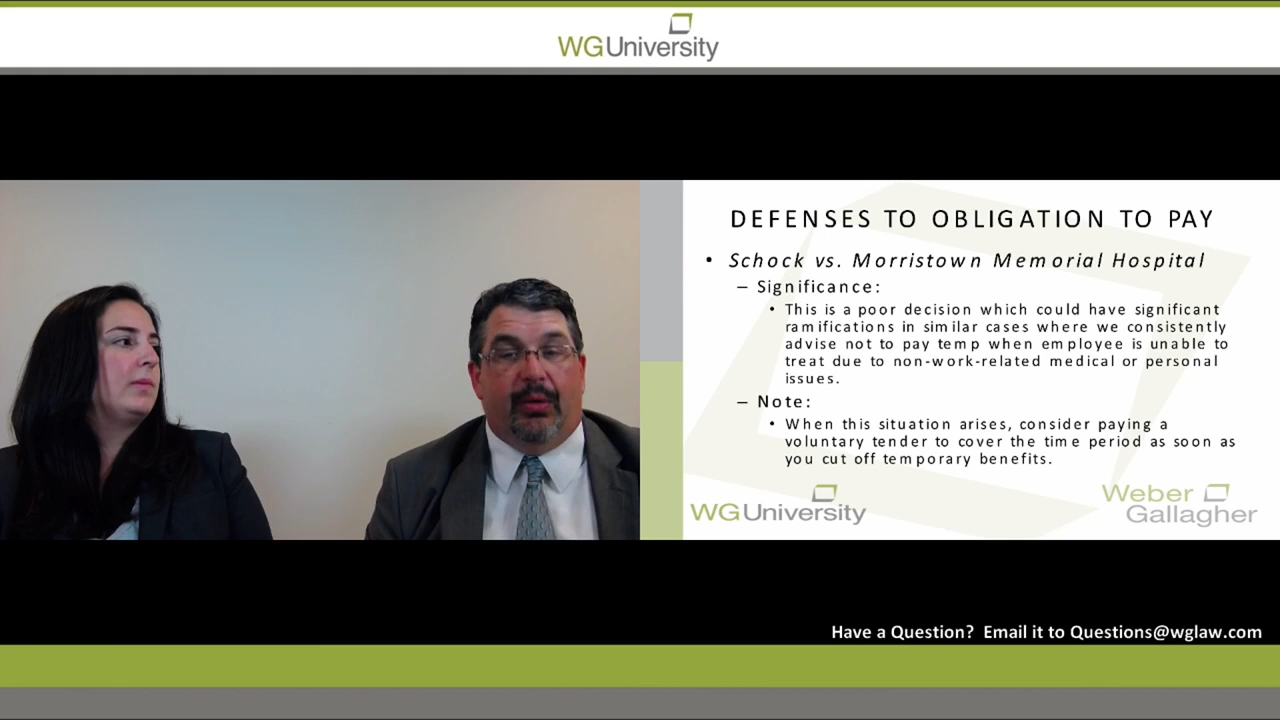 WGUniversity
DEFENSES TO OBLIGATION TO PAY
• Schock vs. Morristown Memorial Hospital
– Significance:
• This is a poor decision which could have significant
ramifications in similar cases where we consistently
advise not to pay temp when employee is unable to
treat due to non-work-related medical or personal
issues.
– Note:
• When this situation arises, consider paying a
voluntary tender to cover the time period as soon as
you cut off temporary benefits.
WGUniversity
Weber
Gallagher
Have a Question? Email it to Questions@wglaw.com